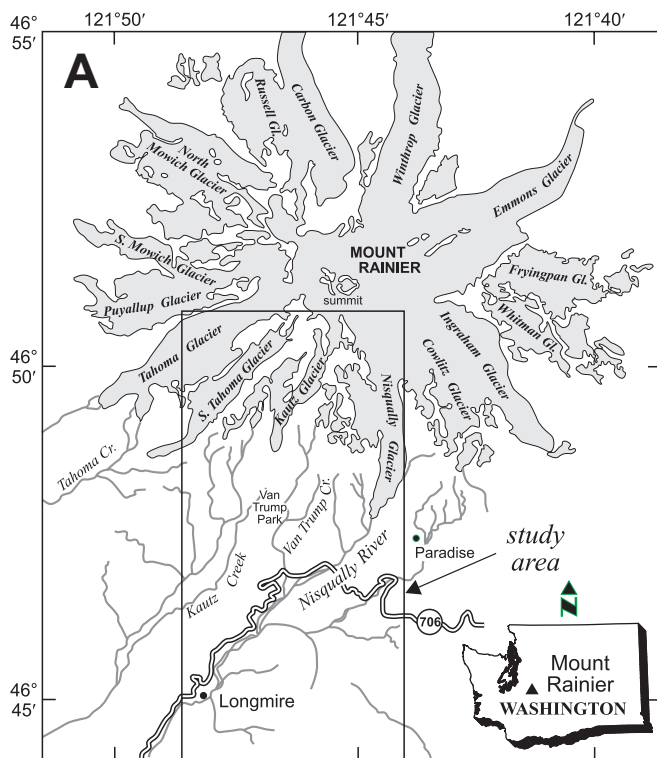 46°
55′
121°50′
121°45′
121°40′
A
Russell Gl.
Carbon Glacier
Winthrop Glacier
North
Mowich Glacier
Emmons Glacier
S. Mowich Glacier
MOUNT
RAINIER
Fryingpan Gl.
summit
Puyallup Glacier
Whitman Gl.
46°
50′
Tahoma Glacier
S. Tahoma Glacier
Kautz Glacier
Nisqually Glacier
Cowlitz Glacier
Ingraham Glacier
Tahoma Cr.
Van
Trump
Park
Van Trump Cr.
Paradise
study
area
Kautz Creek
Nisqually River
706
N
46°
45′
Longmire
Mount
Rainier
WASHINGTON